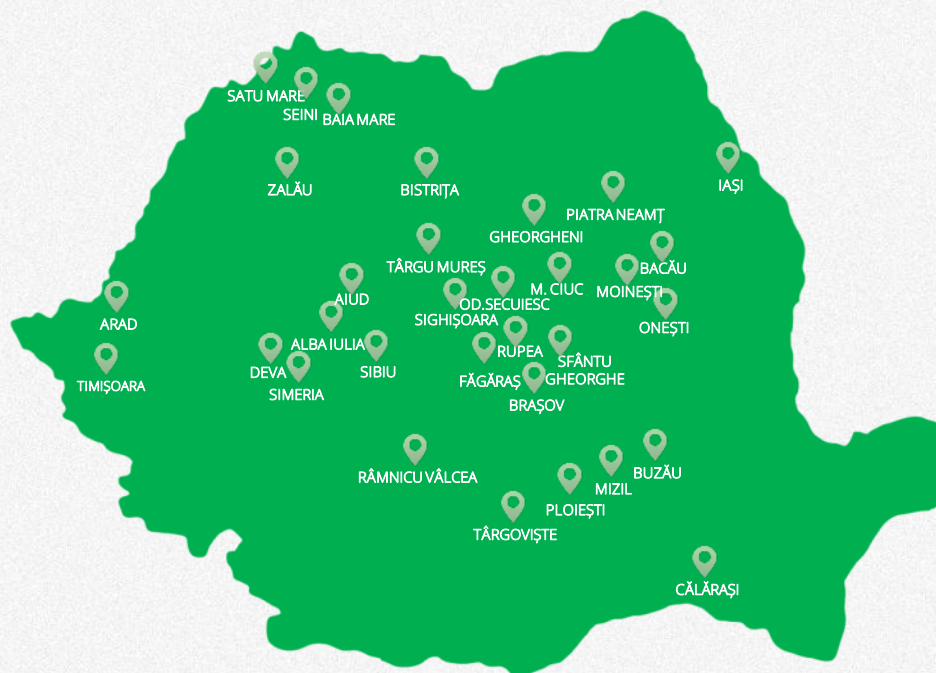 SATU MARE
SEINI
BAIA MARE
ZALĂU
BISTRIȚA
IAȘI
PIATRA NEAMȚ
GHEORGHENI
TÂRGU MUREȘ
BACĂU
M. CIUC
MOINEȘTI
AIUD
OD.SECUIESC
SIGHIȘOARA
ARAD
ONEȘTI
ALBA IULIA
RUPEA
SFÂNTU
GHEORGHE
DEVA
SIBIU
FĂGĂRAȘ
TIMIȘOARA
SIMERIA
BRAȘOV
RÂMNICU VÂLCEA
BUZĂU
MIZIL
PLOIEȘTI
TÂRGOVIȘTE
CĂLĂRAȘI